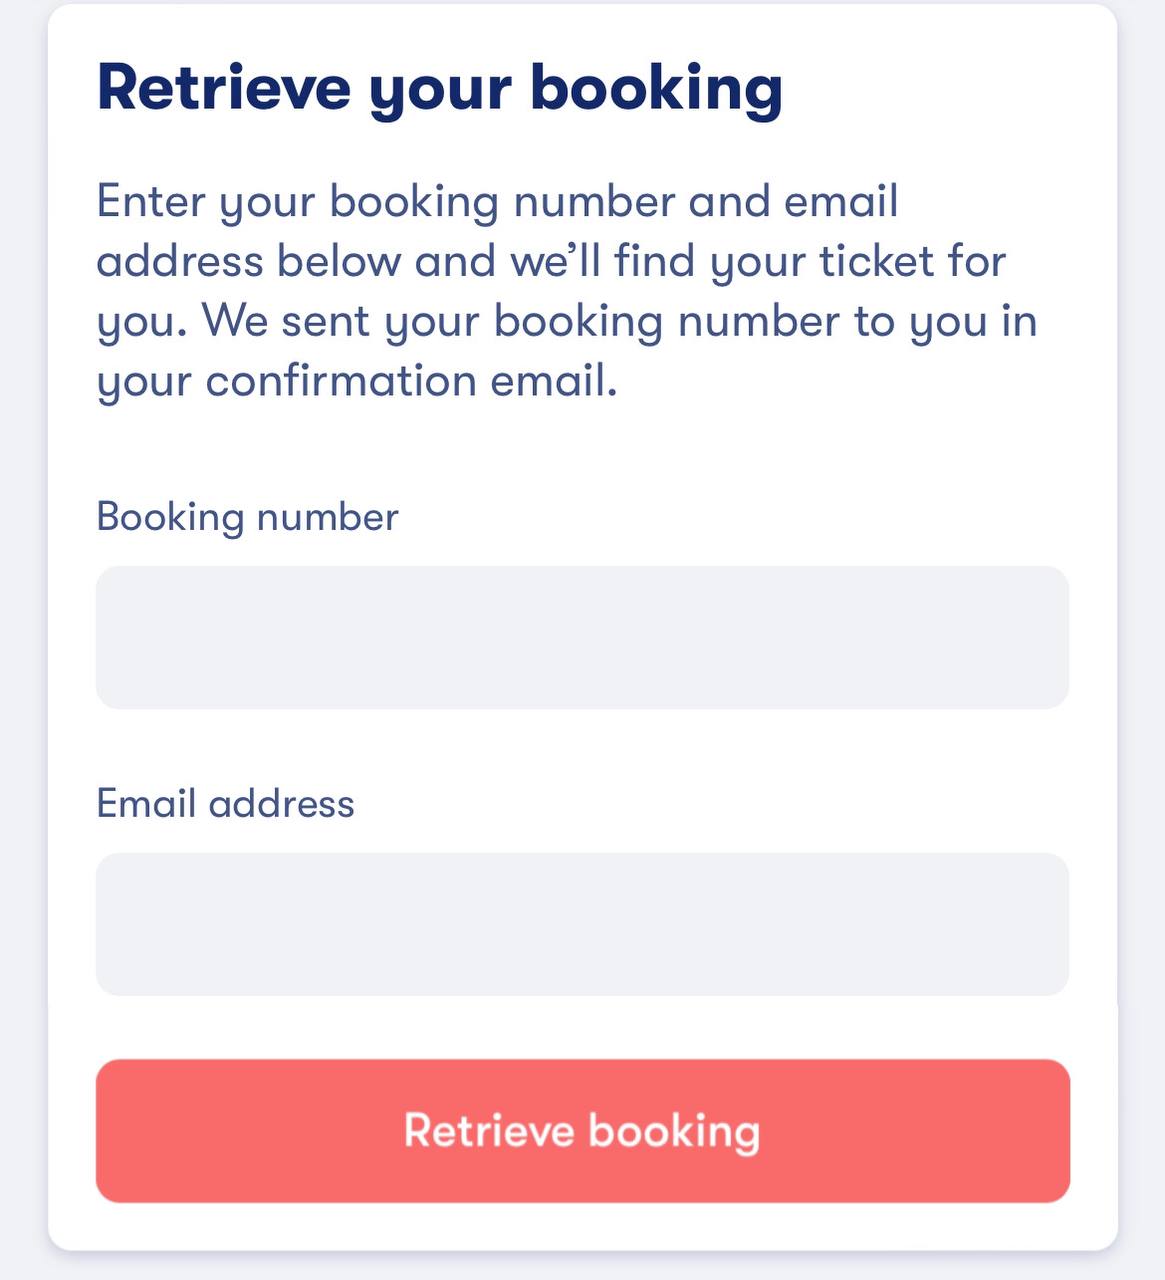 Retrieve your booking
Enter your booking number and email
address below and we’ll find your ticket for
you. We sent your booking number to you in
your confirmation email.
Booking number
Email address
Retrieve booking